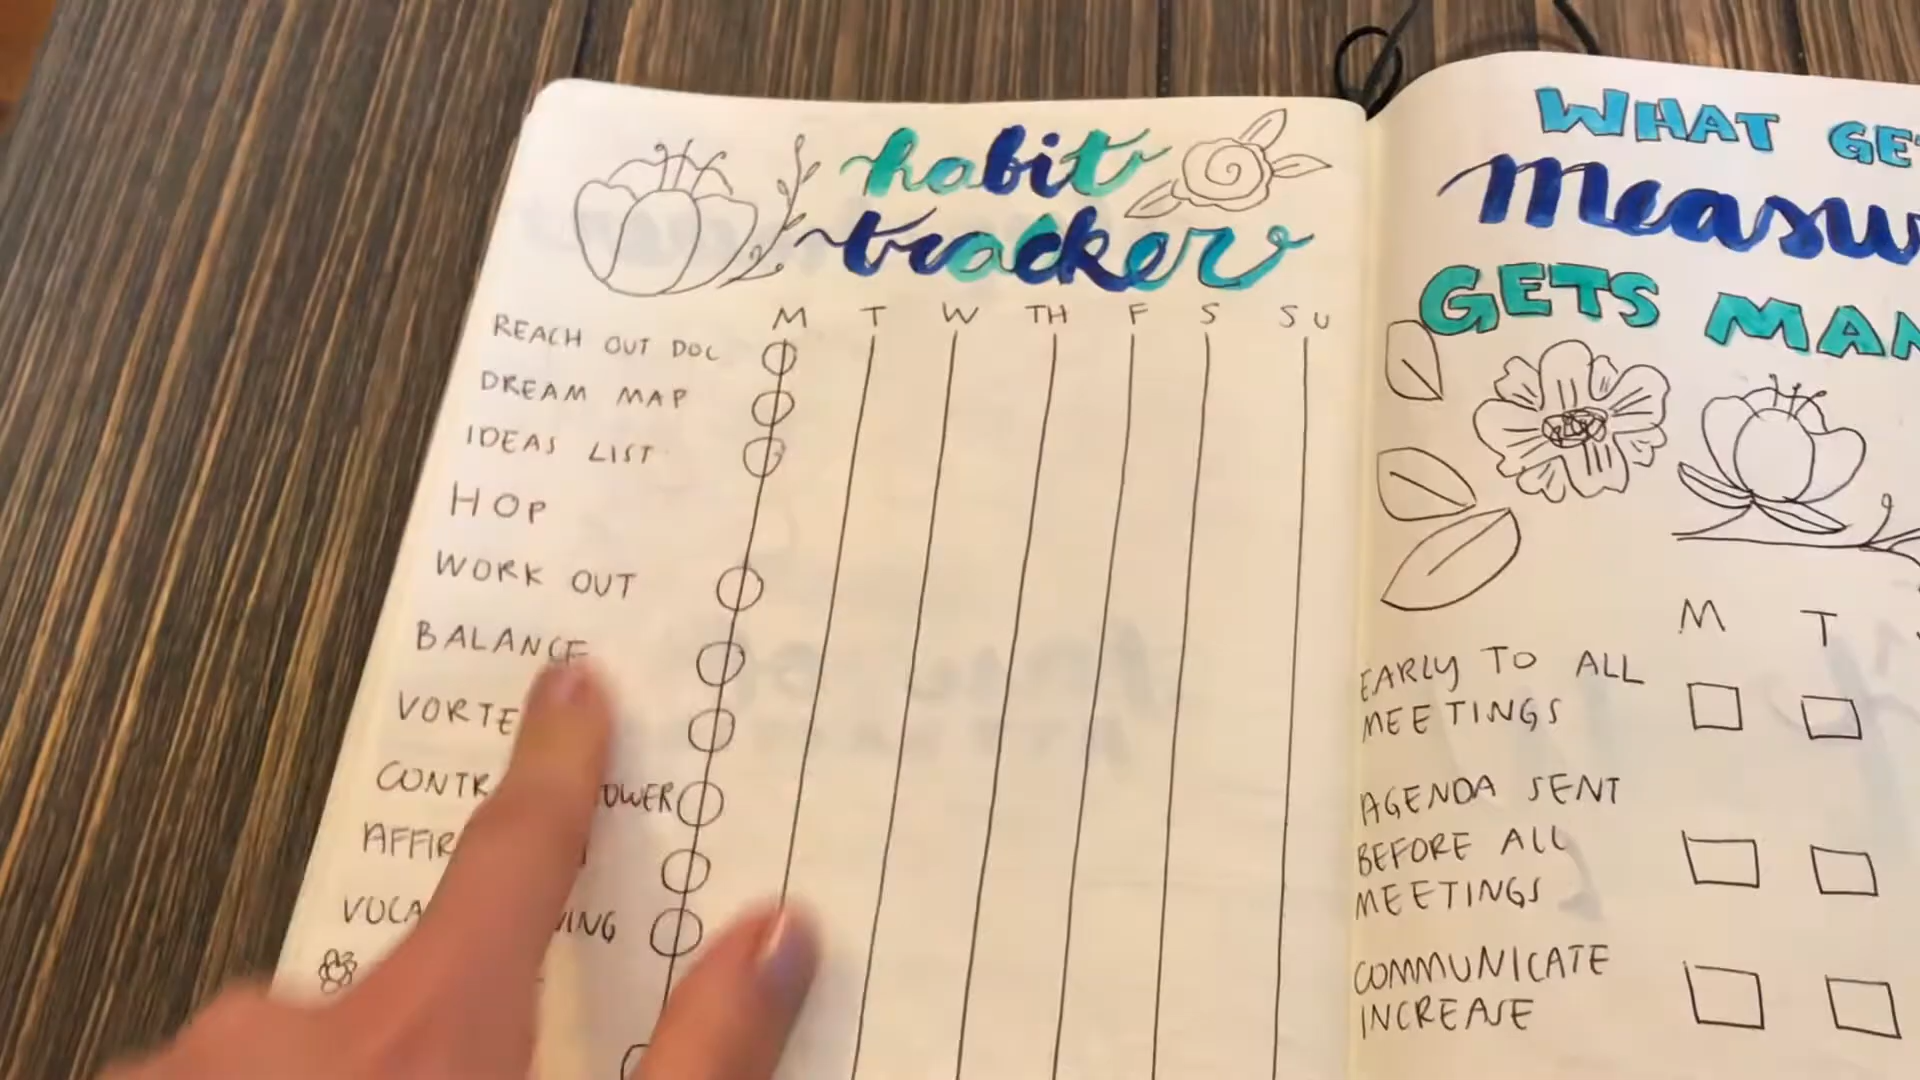 habit
tracker
M T W TH F S SU
REACH OUT DOC
DREAM MAP
IDEAS LIST
HOP
WORK OUT
BALANCE
WHAT
Measu
GETS MAN
M T
EARLY TO ALL
MEETINGS
AGENDA SENT
BEFORE ALL
MEETINGS
COMMUNICATE
INCREASE